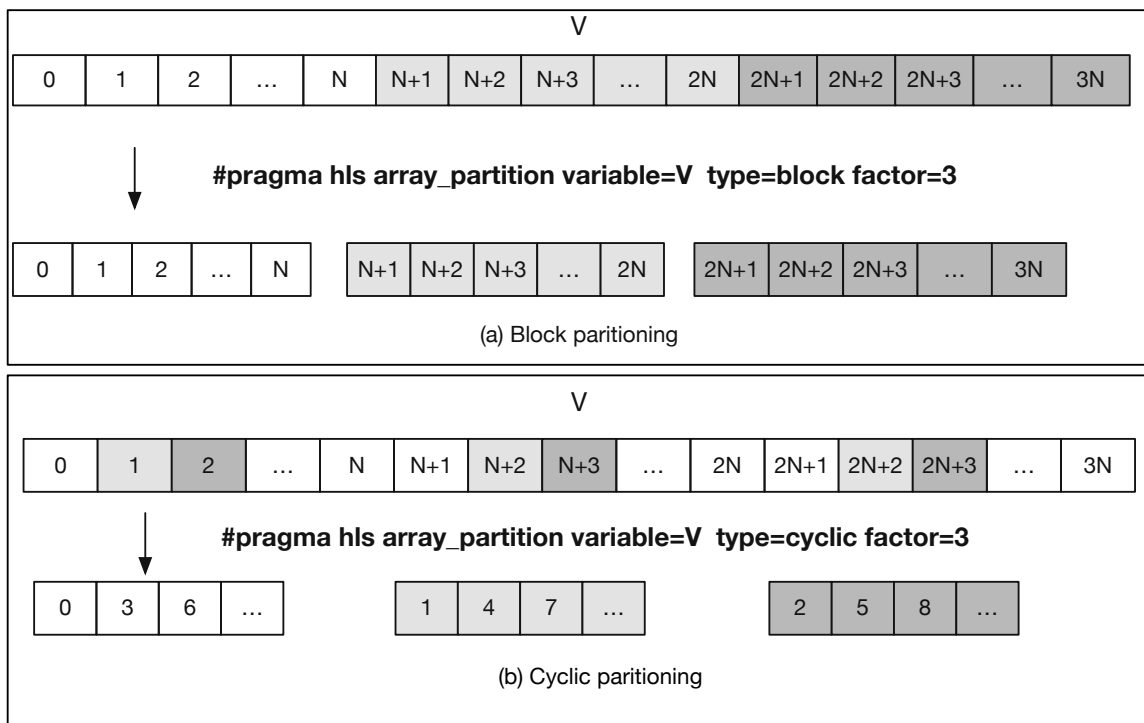 V
0 1 2 ... N N+1 N+2 N+3 ... 2N 2N+1 2N+2 2N+3 ... 3N
#pragma hls array_partition variable=V type=block factor=3
0 1 2 ... N N+1 N+2 N+3 ... 2N 2N+1 2N+2 2N+3 ... 3N
(a) Block paritioning
V
0 1 2 ... N N+1 N+2 N+3 ... 2N 2N+1 2N+2 2N+3 ... 3N
#pragma hls array_partition variable=V type=cyclic factor=3
0 3 6 ... 1 4 7 ... 2 5 8 ...
(b) Cyclic paritioning